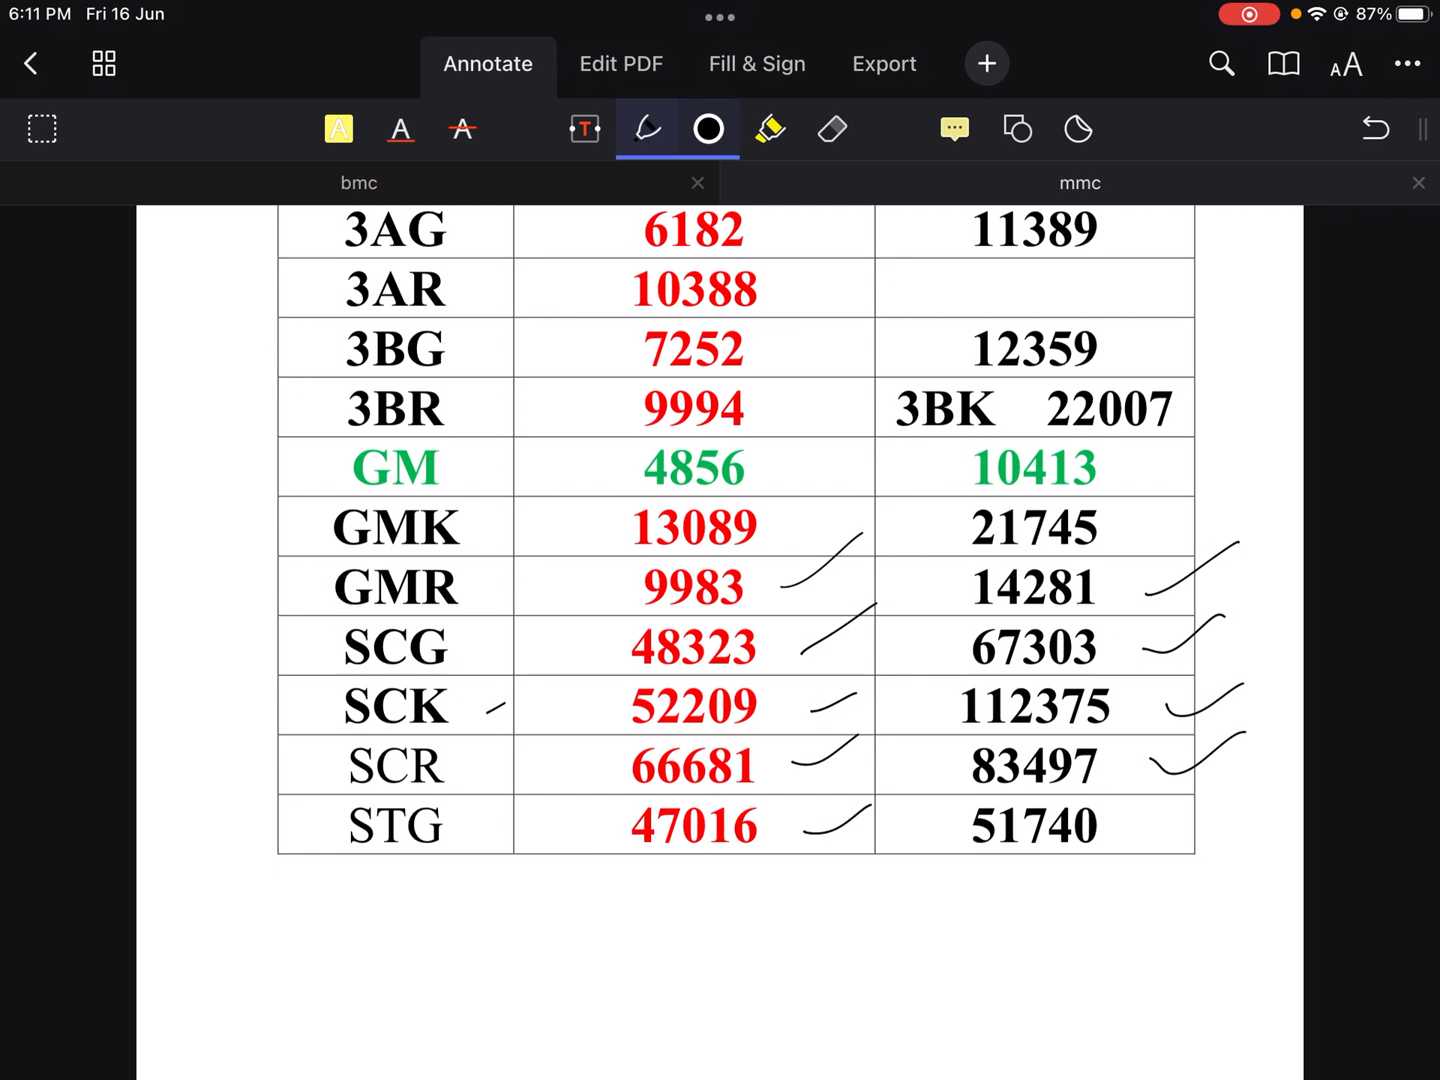 6:11 PM Fri 16 Jun 87%
Annotate Edit PDF Fill & Sign Export
bmc mmc
3AG 6182 11389
3AR 10388
3BG 7252 12359
3BR 9994 3BK 22007
GM 4856 10413
GMK 13089 21745
GMR 9983 14281
SCG 48323 67303
SCK 52209 112375
SCR 66681 83497
STG 47016 51740